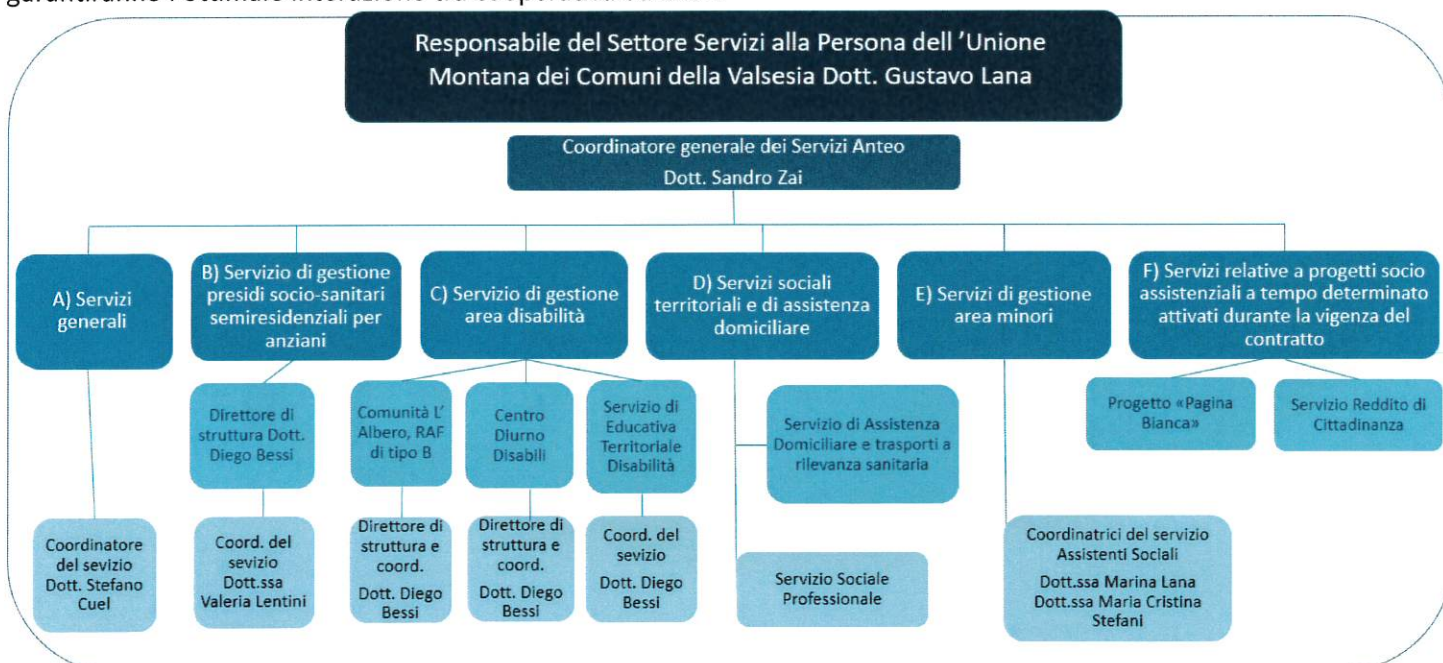 Responsabile del Settore Servizi alla Persona dell 'Unione
Montana dei Comuni della Valsesia Dott. Gustavo Lana
Coordinatore generale dei Servizi Anteo
Dott. Sandro Zai
A) Servizi
generali
B) Servizio di gestione
presidi socio-sanitari
semiresidenziali per
anziani
C) Servizio di gestione
area disabilità
D) Servizi sociali
territoriali e di assistenza
domiciliare
E) Servizi di gestione
area minori
F) Servizi relative a progetti socio
assistenziali a tempo determinato
attivati durante la vigenza del
contratto
Direttore di
struttura Dott.
Diego Bessi
Comunità L'
Albero, RAF
di tipo B
Centro
Diurno
Disabili
Servizio di
Educativa
Territoriale
Disabilità
Servizio di Assistenza
Domiciliare e trasporti a
rilevanza sanitaria
Progetto «Pagina
Bianca»
Servizio Reddito di
Cittadinanza
Coordinatore
del sevizio
Dott. Stefano
Cuel
Coord. del
sevizio
Dott.ssa
Valeria Lentini
Direttore di
struttura e
coord.
Dott. Diego
Bessi
Direttore di
struttura e
coord.
Dott. Diego
Bessi
Coord. del
sevizio
Dott. Diego
Bessi
Servizio Sociale
Professionale
Coordinatrici del servizio
Assistenti Sociali
Dott.ssa Marina Lana
Dott.ssa Maria Cristina
Stefani